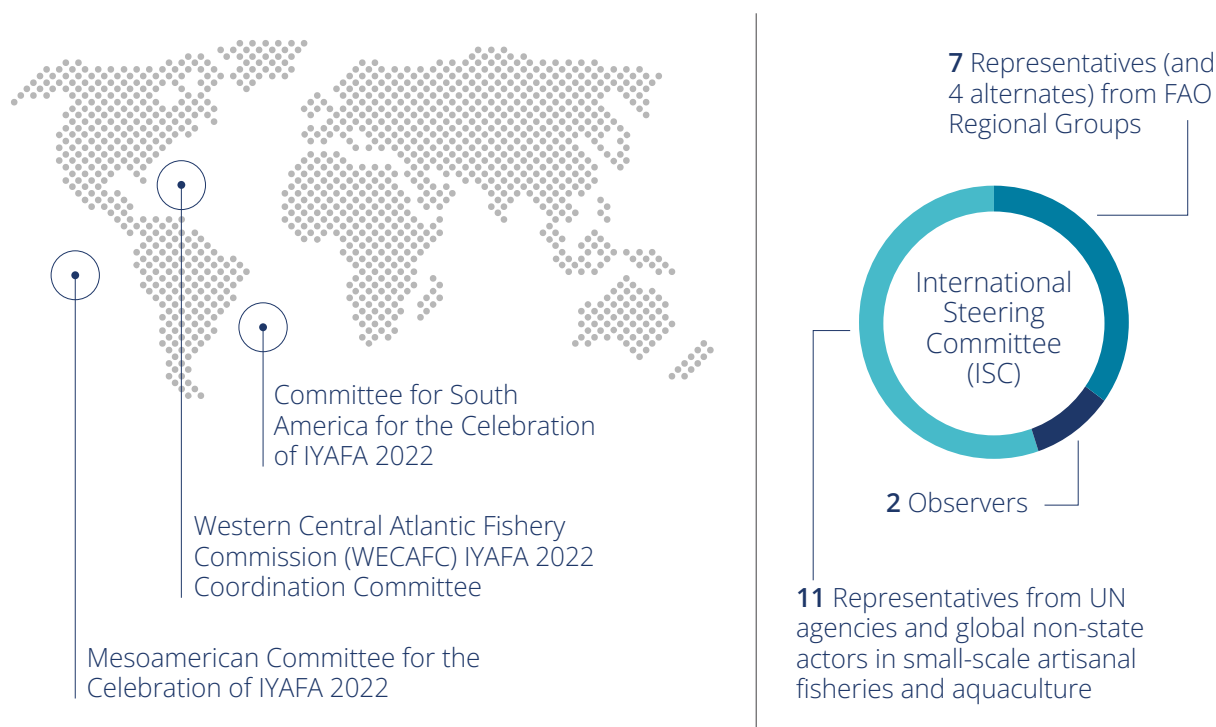 Committee for South
America for the Celebration
of IYAFA 2022
Western Central Atlantic Fishery
Commission (WECAFC) IYAFA 2022
Coordination Committee
Mesoamerican Committee for the
Celebration of IYAFA 2022
7 Representatives (and
4 alternates) from FAO
Regional Groups
International
Steering
Committee
(ISC)
2 Observers
11 Representatives from UN
agencies and global non-state
actors in small-scale artisanal
fisheries and aquaculture